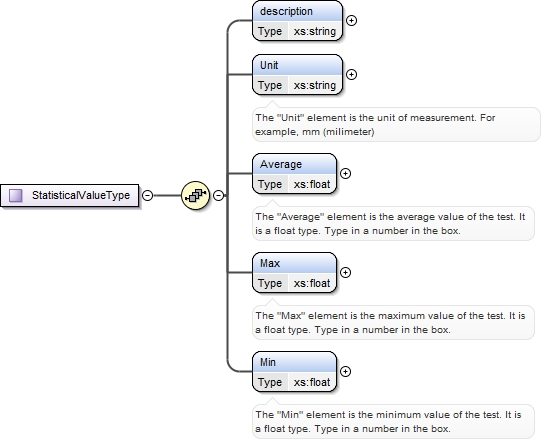 description
Type xs:string
Unit
Type xs:string
The "Unit" element is the unit of measurement. For
example, mm (milimeter)
Average
Type xs:float
StatisticalValueType
The "Average" element is the average value of the test. It
is a float type. Type in a number in the box.
Max
Type xs:float
The "Max" element is the maximum value of the test. It is
a float type. Type in a number in the box.
Min
Type xs:float
The "Min" element is the minimum value of the test. It is
a float type. Type in a number in the box.